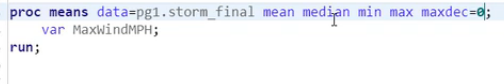 proc means data=pg1.storm_final mean median min max maxdec=0;
var MaxWindMPH;
run;